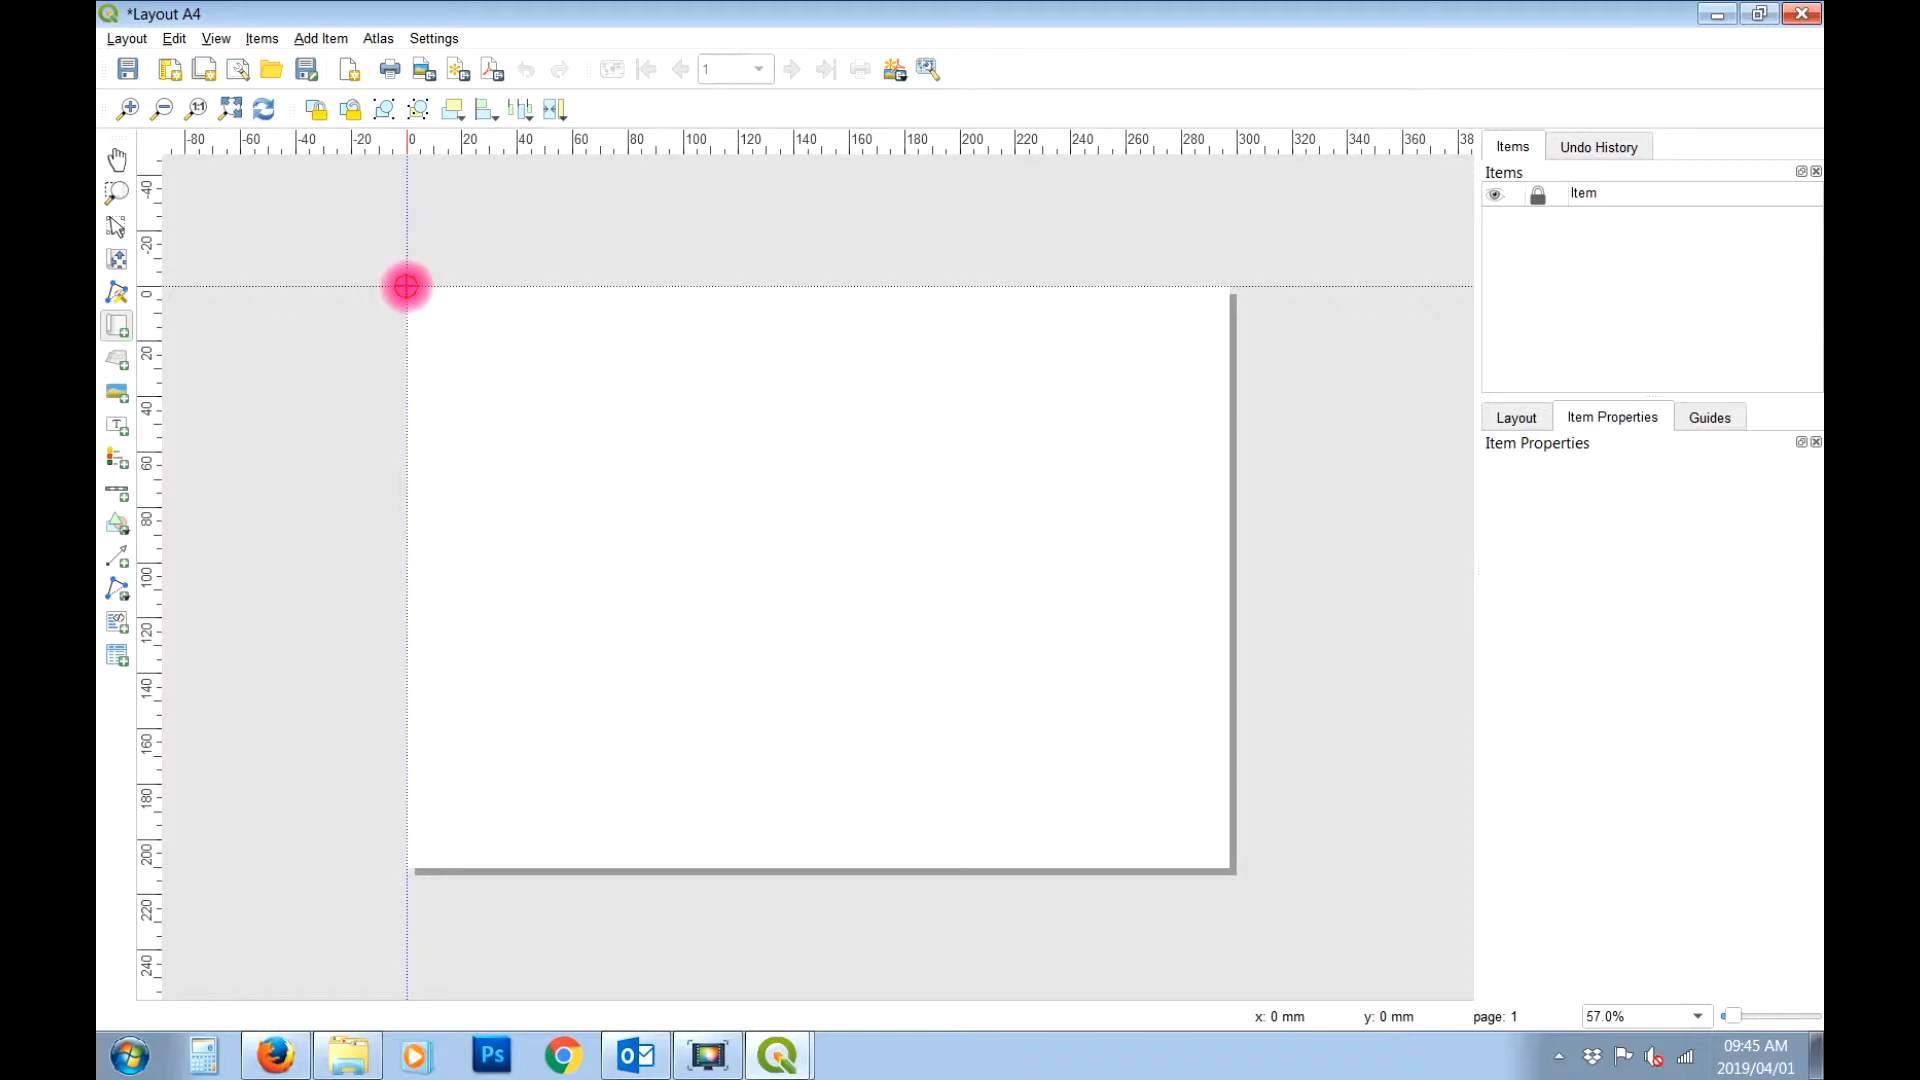 *Layout A4
Layout Edit View Items Add Item Atlas Settings
1
1:1
-80 -60 -40 -20 0 20 40 60 80 100 120 140 160 180 200 220 240 260 280 300 320 340 360 38
-40
-20
0
20
40
60
80
100
120
140
160
180
200
220
240
Items Undo History
Items
Item
Layout Item Properties Guides
Item Properties
x: 0 mm y: 0 mm page: 1 57.0%
Ps
09:45 AM
2019/04/01